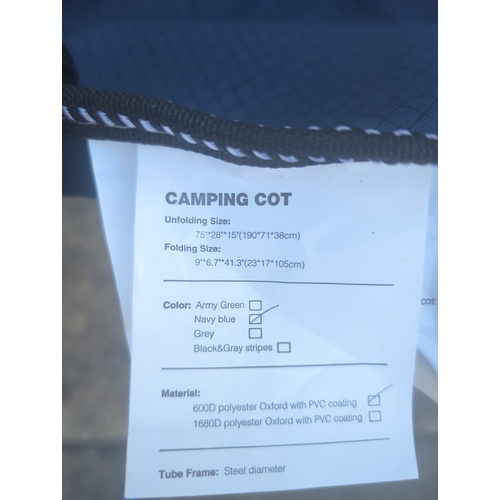 CAMPING COT
Unfolding Size:
75"*28"*15"(190*71*38cm)
Folding Size:
9"*6.7"*41.3"(23*17*105cm)
Color: Army Green
Navy blue
Grey
Black&Gray stripes
Material:
600D polyester Oxford with PVC coating
1680D polyester Oxford with PVC coating
Tube Frame: Steel diameter
cot